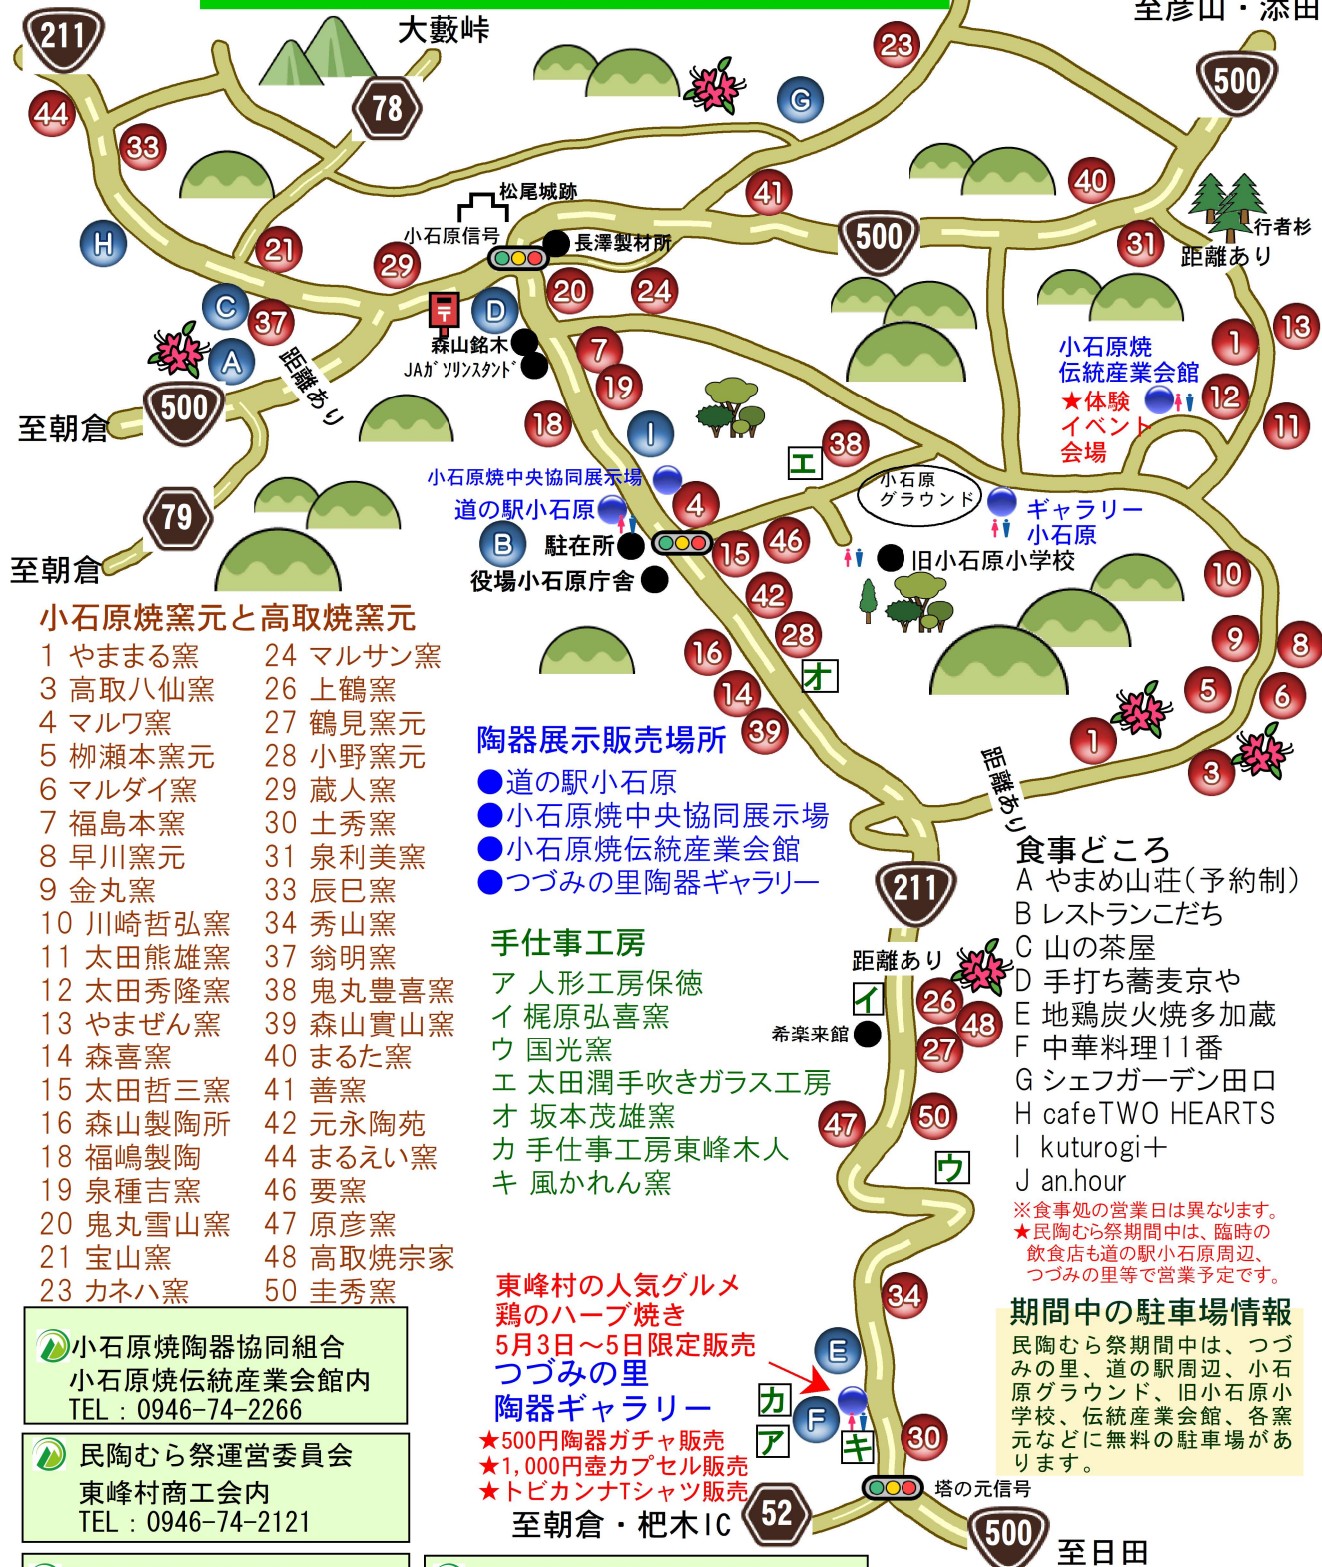 至彦山・添田
211
大藪峠
23
500
78
G
44
33
41
40
松尾城跡
行者杉
H
小石原信号
長澤製材所
500
31
距離あり
21
29
20
24
C
37
〒
D
森山銘木
JAガソリンスタンド
7
1
13
小石原焼
伝統産業会館
★体験
イベント
会場
12
11
A
距離あり
19
500
至朝倉
18
I
エ
38
小石原焼中央協同展示場
道の駅小石原
4
小石原
グラウンド
ギャラリー
小石原
79
至朝倉
B
駐在所
15
46
旧小石原小学校
役場小石原庁舎
42
10
28
16
オ
14
39
9
8
5
6
1
3
距離あり
小石原焼窯元と高取焼窯元
1 やままる窯
3 高取八仙窯
4 マルワ窯
5 栁瀬本窯元
6 マルダイ窯
7 福島本窯
8 早川窯元
9 金丸窯
10 川崎哲弘窯
11 太田熊雄窯
12 太田秀隆窯
13 やまぜん窯
14 森喜窯
15 太田哲三窯
16 森山製陶所
18 福嶋製陶
19 泉種吉窯
20 鬼丸雪山窯
21 宝山窯
23 カネハ窯
24 マルサン窯
26 上鶴窯
27 鶴見窯元
28 小野窯元
29 蔵人窯
30 土秀窯
31 泉利美窯
33 辰巳窯
34 秀山窯
37 翁明窯
38 鬼丸豊喜窯
39 森山實山窯
40 まるた窯
41 善窯
42 元永陶苑
44 まるえい窯
46 要窯
47 原彦窯
48 高取焼宗家
50 圭秀窯
陶器展示販売場所
●道の駅小石原
●小石原焼中央協同展示場
●小石原焼伝統産業会館
●つづみの里陶器ギャラリー
手仕事工房
ア 人形工房保徳
イ 梶原弘喜窯
ウ 国光窯
エ 太田潤手吹きガラス工房
オ 坂本茂雄窯
カ 手仕事工房東峰木人
キ 風かれん窯
211
距離あり
イ
26
48
希楽来館
27
47
50
ウ
34
食事どころ
A やまめ山荘(予約制)
B レストランこだち
C 山の茶屋
D 手打ち蕎麦京や
E 地鶏炭火焼多加蔵
F 中華料理11番
G シェフガーデン田口
H cafeTWO HEARTS
I kuturogi+
J an.hour
※食事処の営業日は異なります。
★民陶むら祭期間中は、臨時の
飲食店も道の駅小石原周辺、
つづみの里等で営業予定です。
東峰村の人気グルメ
鶏のハーブ焼き
5月3日~5日限定販売
つづみの里
陶器ギャラリー
★500円陶器ガチャ販売
★1,000円壺カプセル販売
★トビカンナTシャツ販売
E
カ
F
ア
キ
30
塔の元信号
至朝倉・杷木IC
52
500
至日田
期間中の駐車場情報
民陶むら祭期間中は、つづ
みの里、道の駅周辺、小石
原グラウンド、旧小石原小
学校、伝統産業会館、各窯
元などに無料の駐車場があ
ります。
小石原焼陶器協同組合
小石原焼伝統産業会館内
TEL:0946-74-2266
民陶むら祭運営委員会
東峰村商工会内
TEL:0946-74-2121